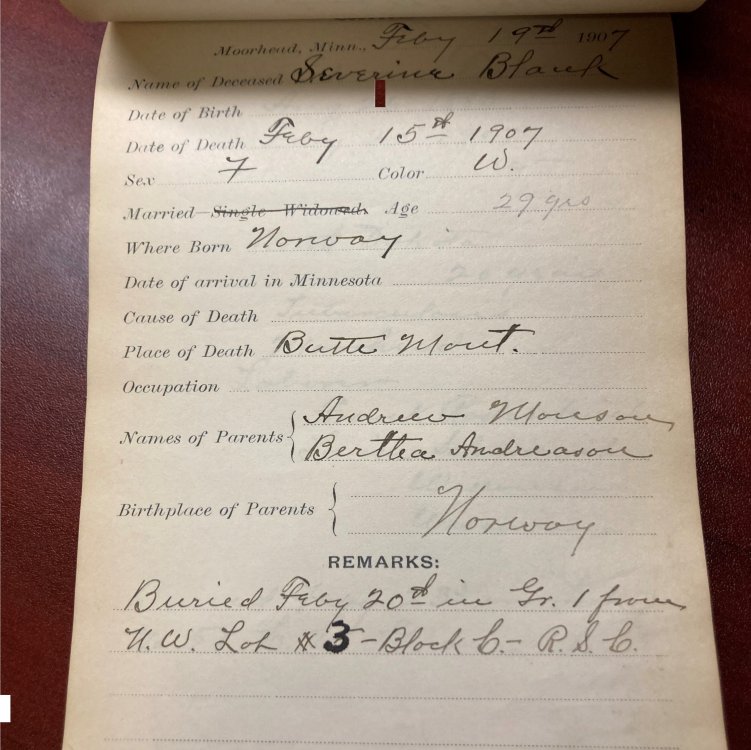 Moorhead, Minn., Feby 19th 1907
Name of Deceased Severine Blank
Date of Birth
Date of Death Feby 15th 1907
Sex F Color W.
Married Single Widowed. Age 29 yrs
Where Born Norway
Date of arrival in Minnesota
Cause of Death
Place of Death Butte Mont.
Occupation
Names of Parents { Andrew Monson
Bertha Andreason
Birthplace of Parents { Norway
REMARKS:
Buried Feby 20th in Gr. 1 from
N.W. Lot # 3 - Block C - R. S. C.